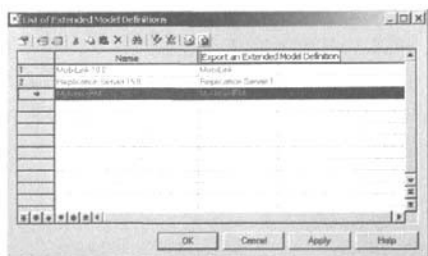 List of Extended Model Definitions
Name
Export an Extended Model Definition
1 MobiLink 10.0 MobiLink
2 Replication Server 15.0 Replication Server 1
OK Cancel Apply Help